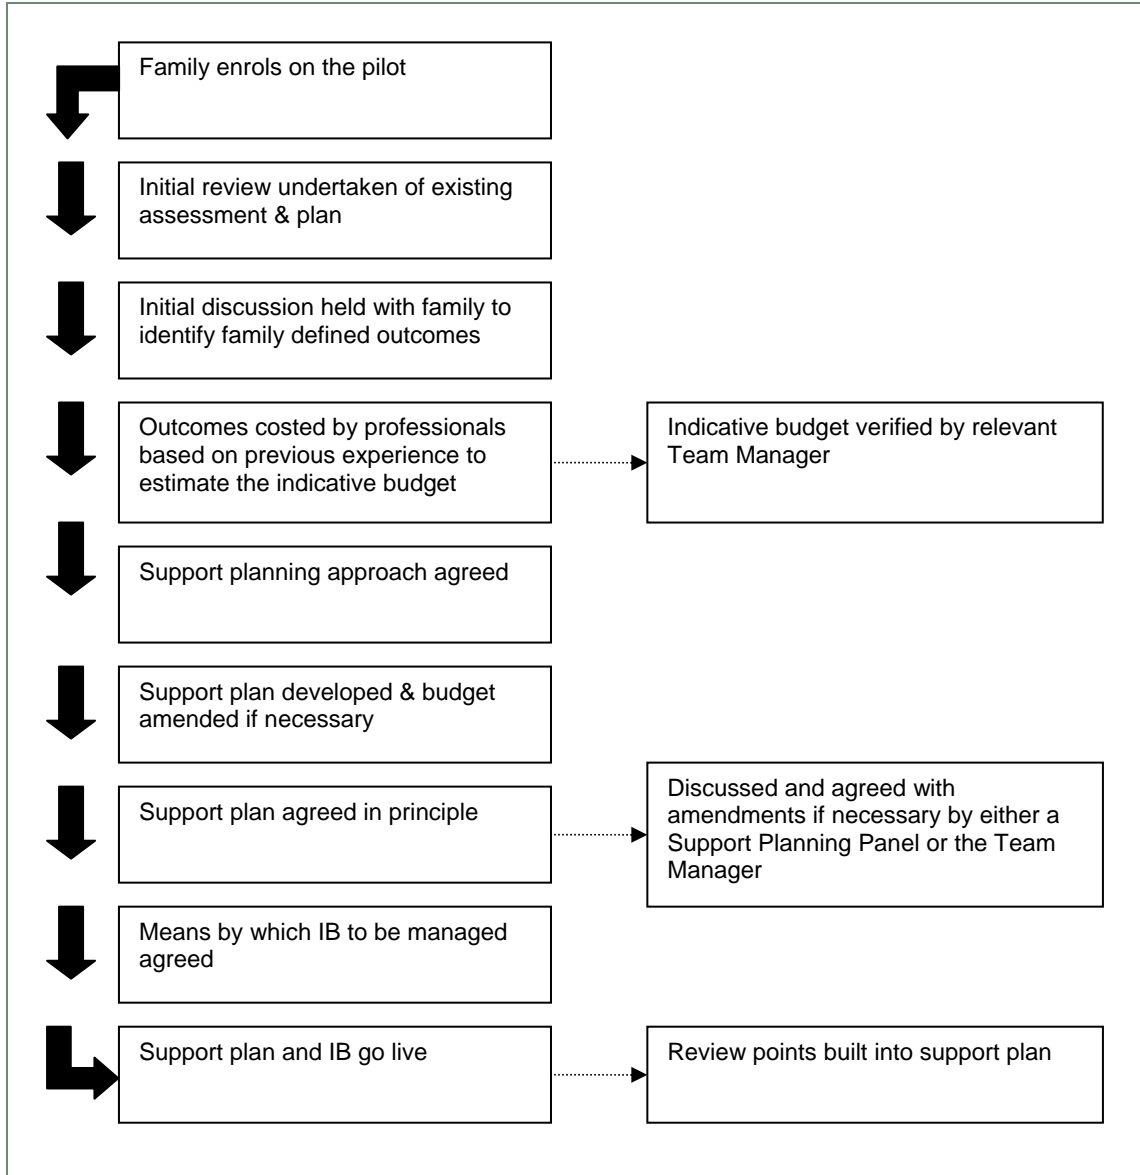 Family enrols on the pilot
Initial review undertaken of existing
assessment & plan
Initial discussion held with family to
identify family defined outcomes
Outcomes costed by professionals
based on previous experience to
estimate the indicative budget
Indicative budget verified by relevant
Team Manager
Support planning approach agreed
Support plan developed & budget
amended if necessary
Support plan agreed in principle
Discussed and agreed with
amendments if necessary by either a
Support Planning Panel or the Team
Manager
Means by which IB to be managed
agreed
Support plan and IB go live
Review points built into support plan